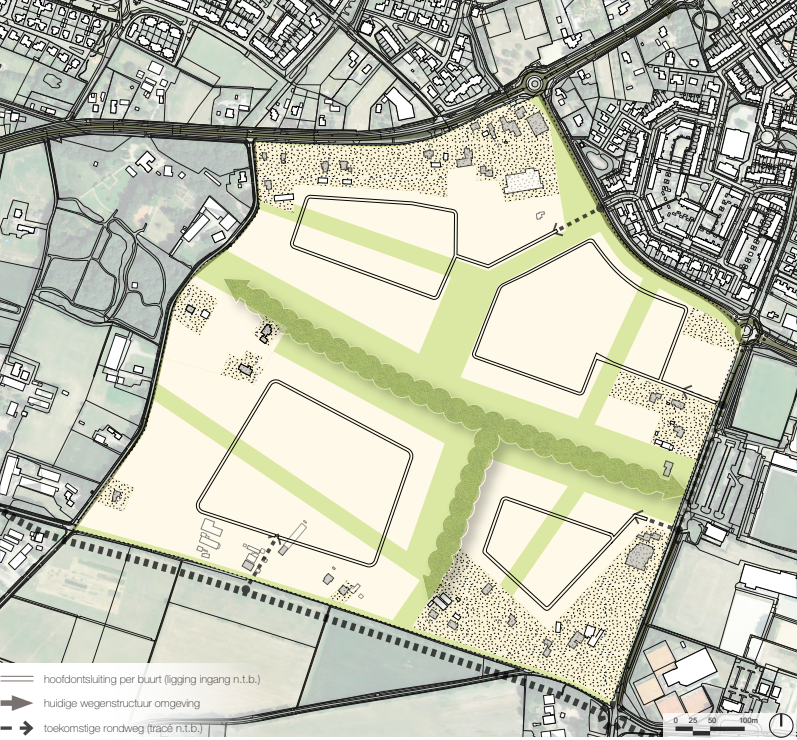 hoofdontsluiting per buurt (ligging ingang n.t.b.)
huidige wegenstructuur omgeving
toekomstige rondweg (tracé n.t.b.)
0 25 50 100m